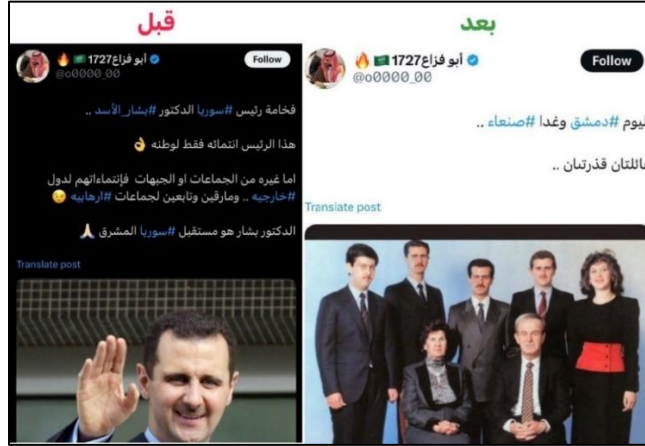 قبل
أبو فزاع1727 🇸🇦 🔥
@o0000_00
Follow
فخامة رئيس #سوريا الدكتور #بشار_الأسد ..
هذا الرئيس انتمائه فقط لوطنه 👌
اما غيره من الجماعات او الجبهات فإنتماءاتهم لدول
#خارجيه .. ومارقين وتابعين لجماعات #ارهابيه 😉
الدكتور بشار هو مستقبل #سوريا المشرق 🙏🏻
Translate post
بعد
أبو فزاع1727 🇸🇦 🔥
@o0000_00
Follow
ليوم #دمشق وغدا #صنعاء ..
ائلتان قذرتان ..
Translate post